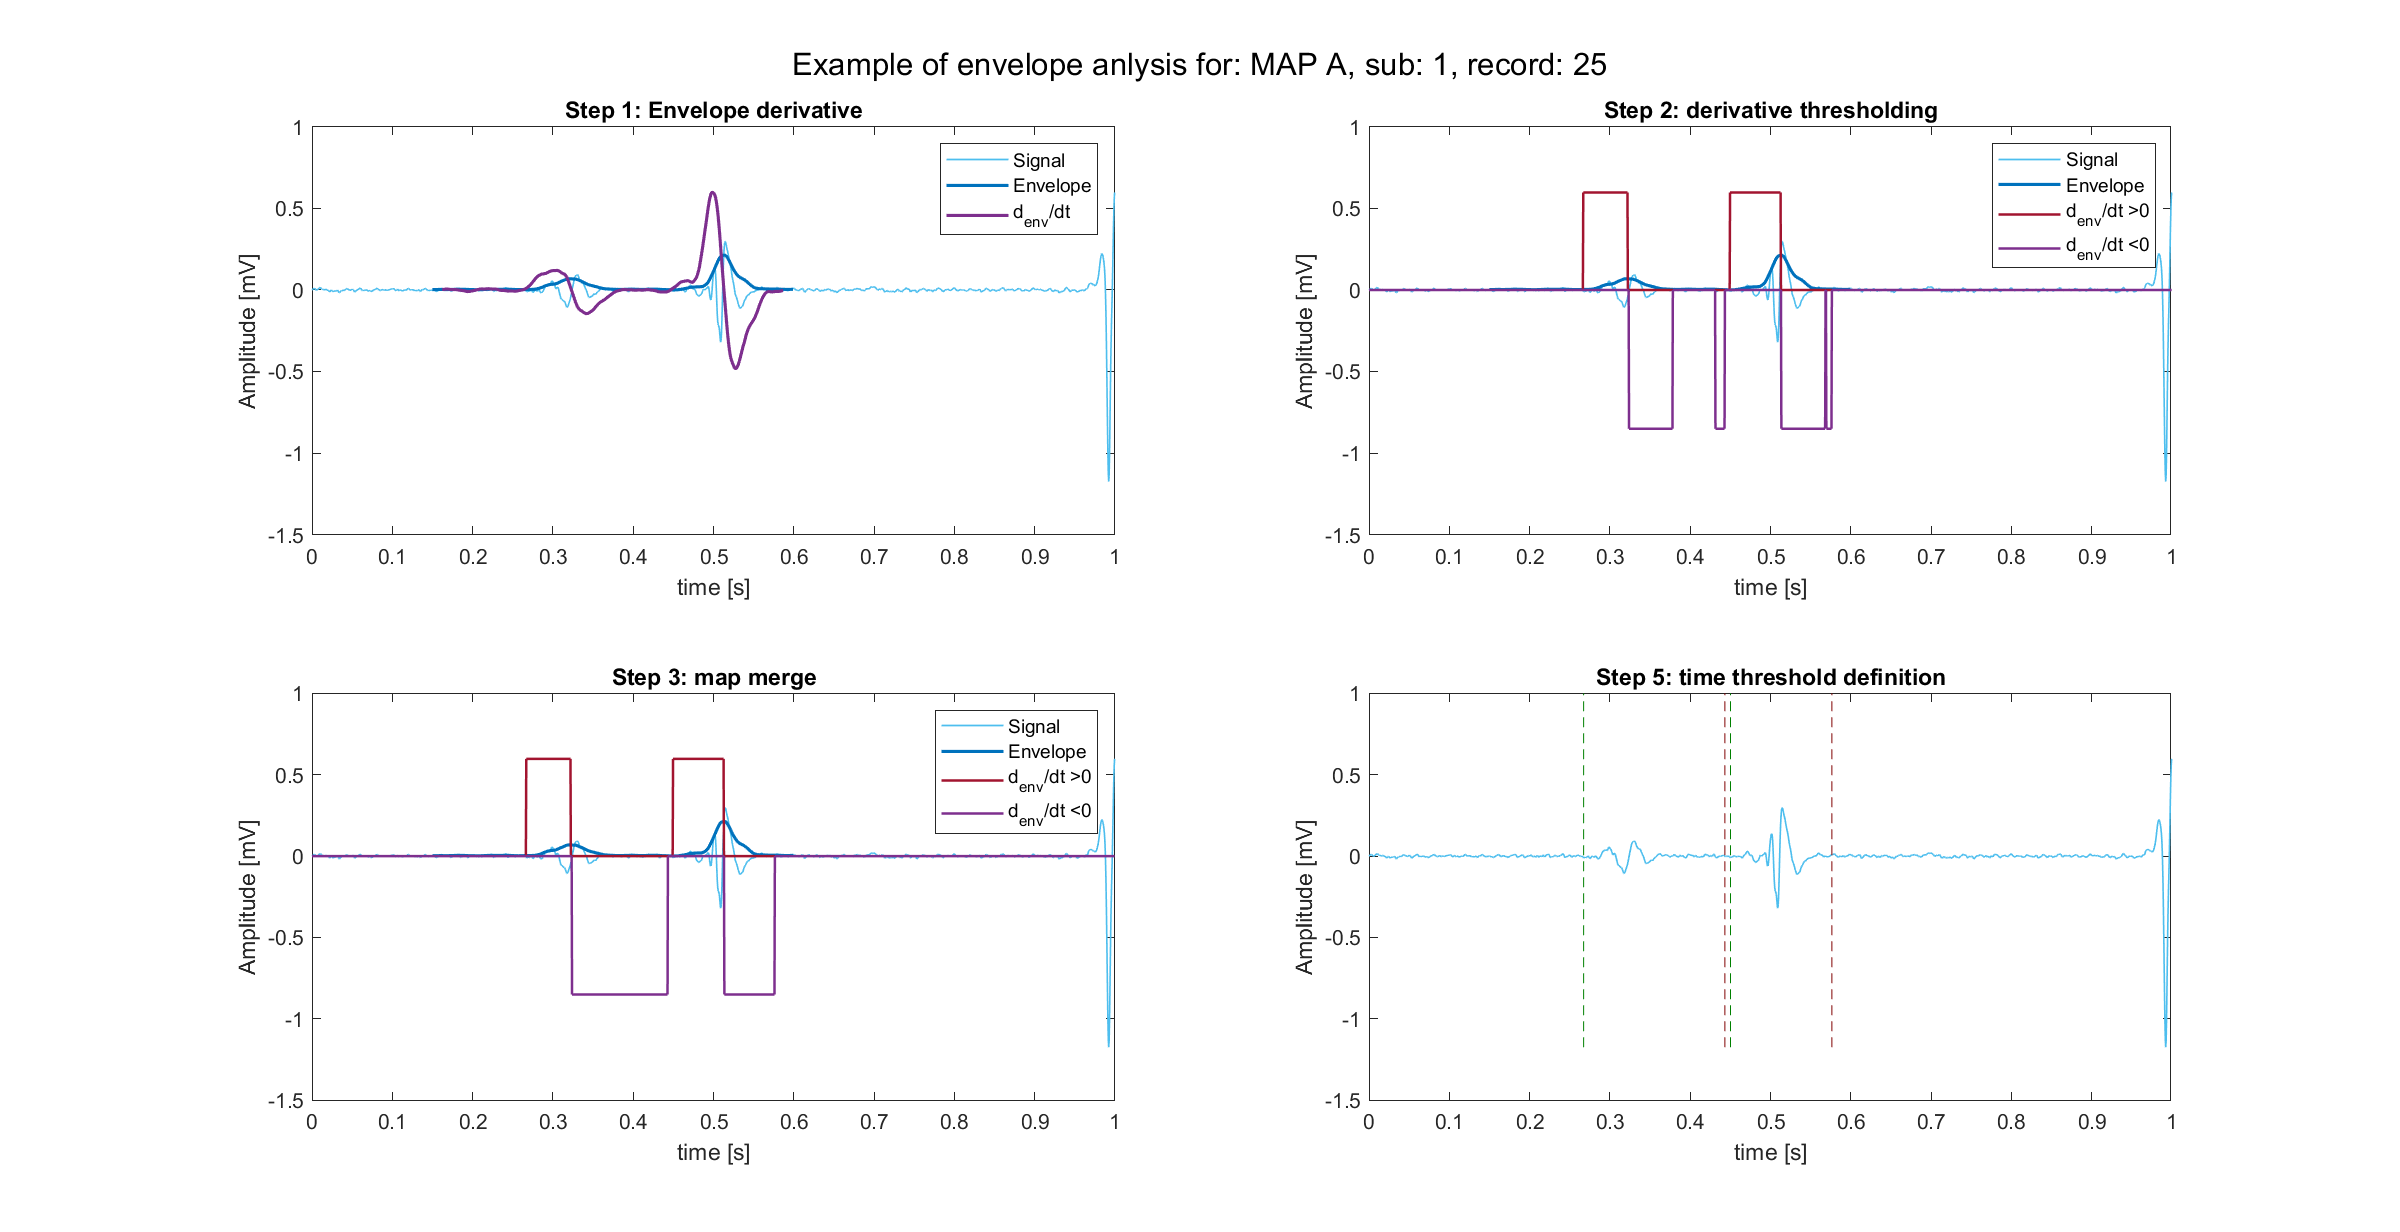 Example of envelope anlysis for: MAP A, sub: 1, record: 25
Step 1: Envelope derivative
1
0.5
0
-0.5
-1
-1.5
Amplitude [mV]
Signal
Envelope
d_env/dt
0 0.1 0.2 0.3 0.4 0.5 0.6 0.7 0.8 0.9 1
time [s]
Step 2: derivative thresholding
1
0.5
0
-0.5
-1
-1.5
Amplitude [mV]
Signal
Envelope
d_env/dt >0
d_env/dt <0
0 0.1 0.2 0.3 0.4 0.5 0.6 0.7 0.8 0.9 1
time [s]
Step 3: map merge
1
0.5
0
-0.5
-1
-1.5
Amplitude [mV]
Signal
Envelope
d_env/dt >0
d_env/dt <0
0 0.1 0.2 0.3 0.4 0.5 0.6 0.7 0.8 0.9 1
time [s]
Step 5: time threshold definition
1
0.5
0
-0.5
-1
-1.5
Amplitude [mV]
0 0.1 0.2 0.3 0.4 0.5 0.6 0.7 0.8 0.9 1
time [s]